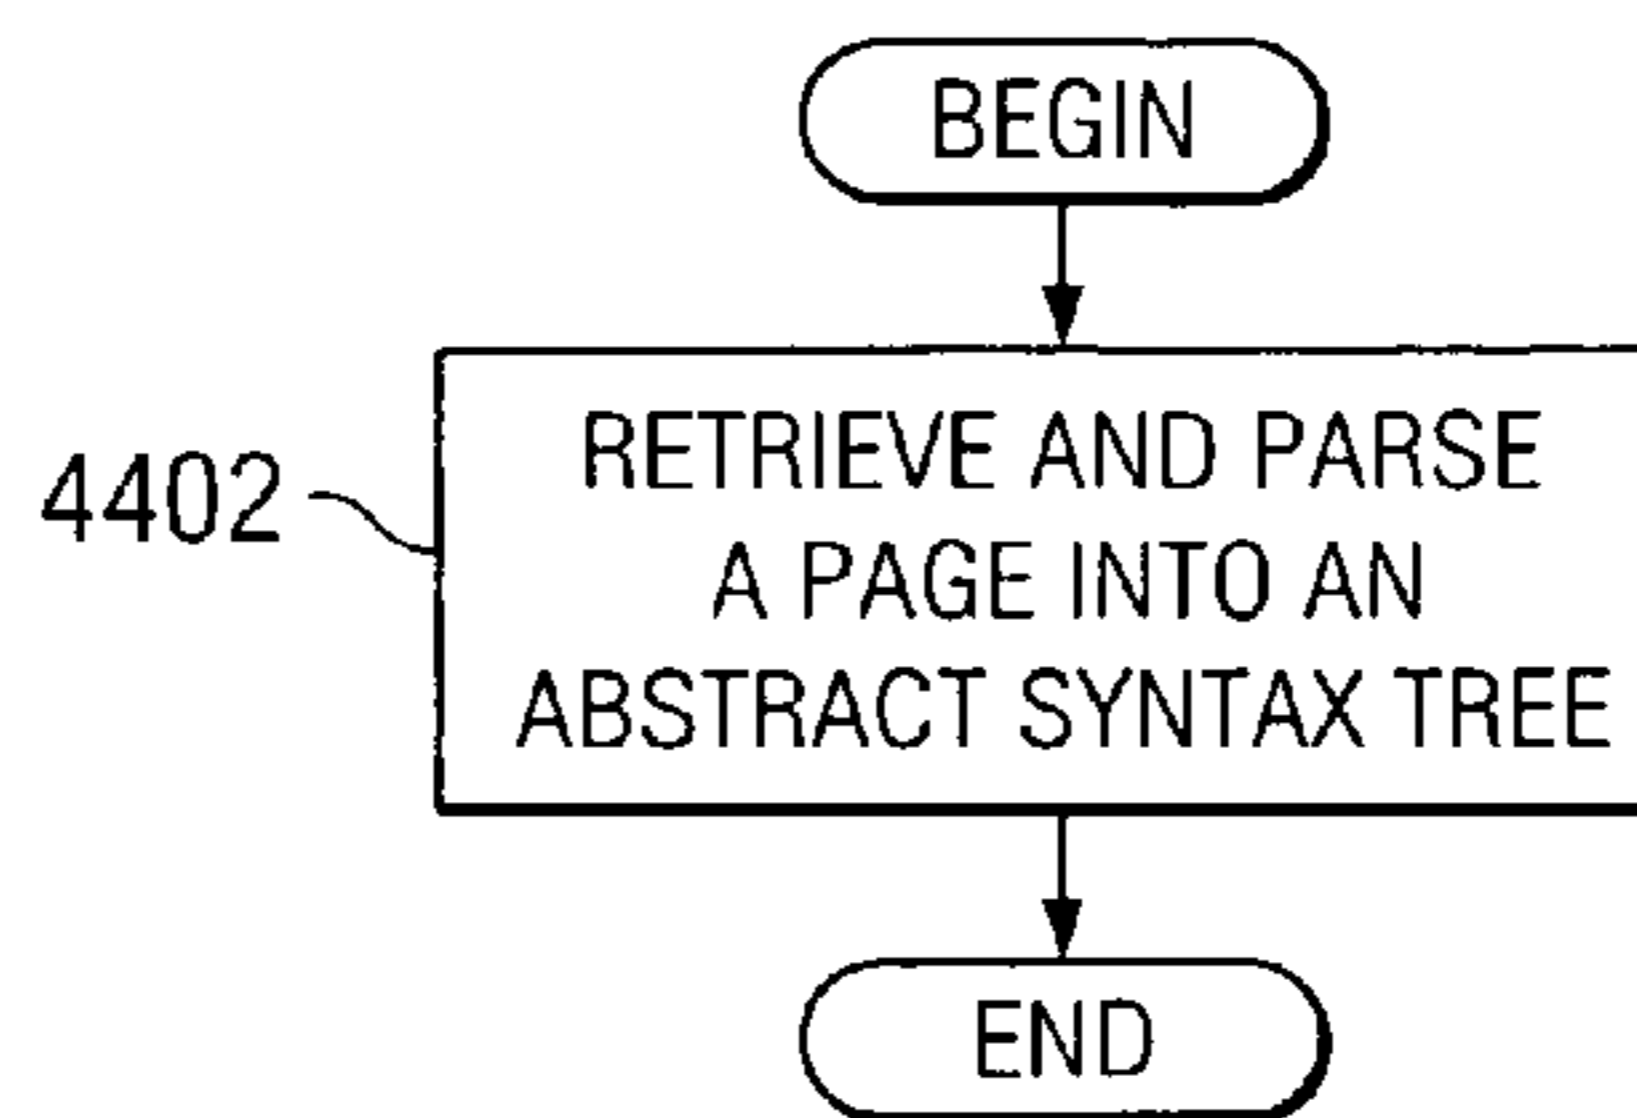 BEGIN
4402
RETRIEVE AND PARSE
A PAGE INTO AN
ABSTRACT SYNTAX TREE
END